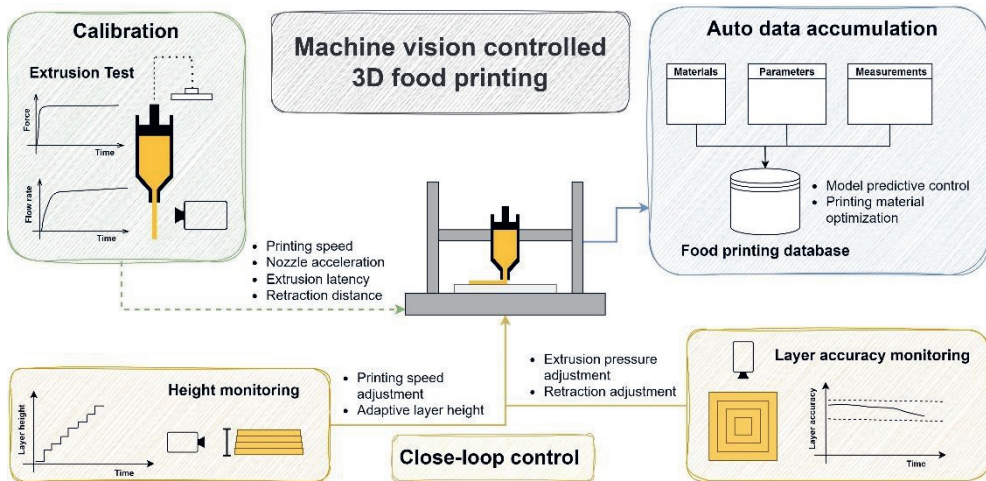 Calibration
Extrusion Test
Force
Time
Flow rate
Time
Machine vision controlled
3D food printing
Auto data accumulation
Materials
Parameters
Measurements
• Model predictive control
• Printing material
optimization
Food printing database
• Printing speed
• Nozzle acceleration
• Extrusion latency
• Retraction distance
Height monitoring
Layer height
Time
• Printing speed
adjustment
• Adaptive layer height
• Extrusion pressure
adjustment
• Retraction adjustment
Close-loop control
Layer accuracy monitoring
Layer accuracy
Time